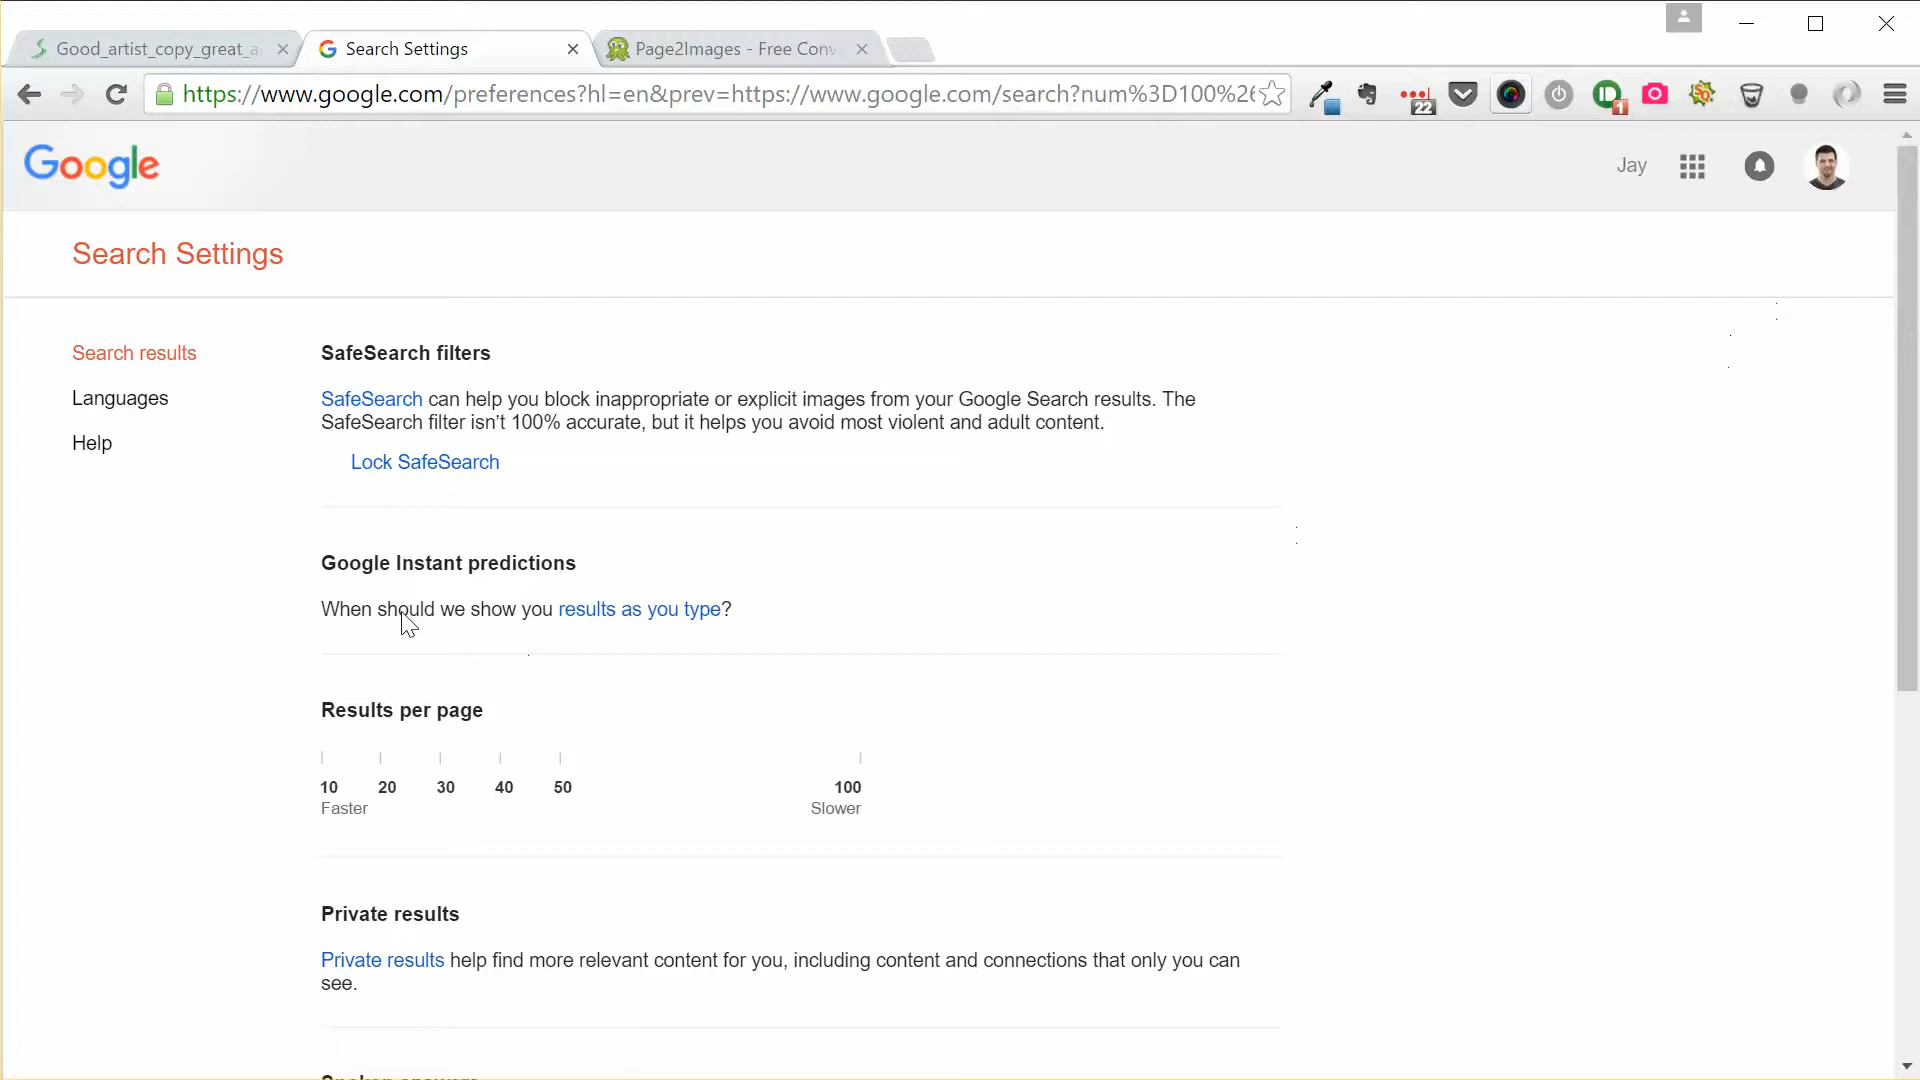 Good_artist_copy_great_a
Search Settings
Page2Images - Free Conv
https://www.google.com/preferences?hl=en&prev=https://www.google.com/search?num%3D100%26
22
1
Google
Jay
Search Settings
Search results
Languages
Help
SafeSearch filters
SafeSearch can help you block inappropriate or explicit images from your Google Search results. The
SafeSearch filter isn't 100% accurate, but it helps you avoid most violent and adult content.
Lock SafeSearch
Google Instant predictions
When should we show you results as you type?
Results per page
10 20 30 40 50 100
Faster Slower
Private results
Private results help find more relevant content for you, including content and connections that only you can
see.